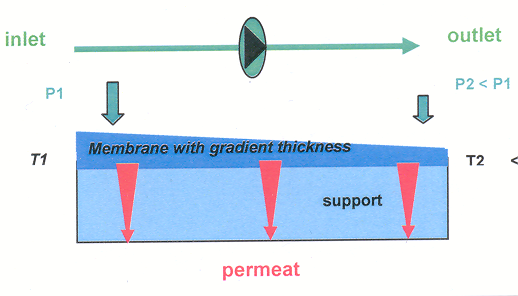 inlet
outlet
P1
P2 < P1
Membrane with gradient thickness
T1
T2 <
support
permeat